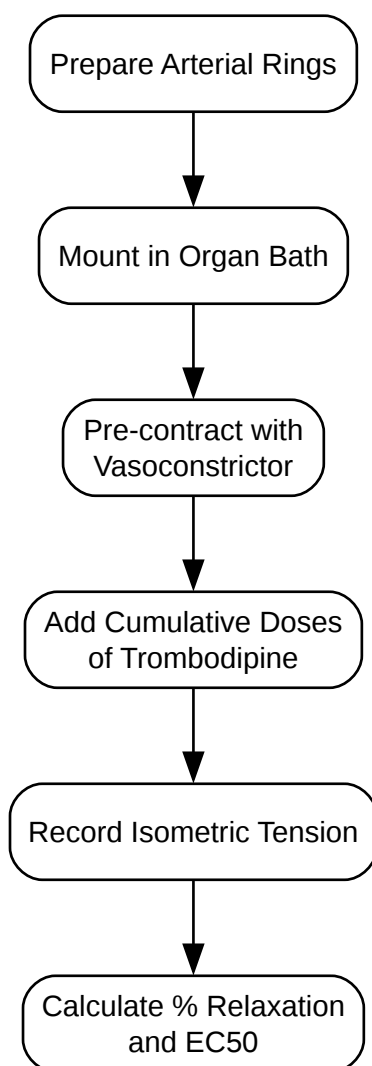 Prepare Arterial Rings
Mount in Organ Bath
Pre-contract with
Vasoconstrictor
Add Cumulative Doses
of Trombodipine
Record Isometric Tension
Calculate % Relaxation
and EC50